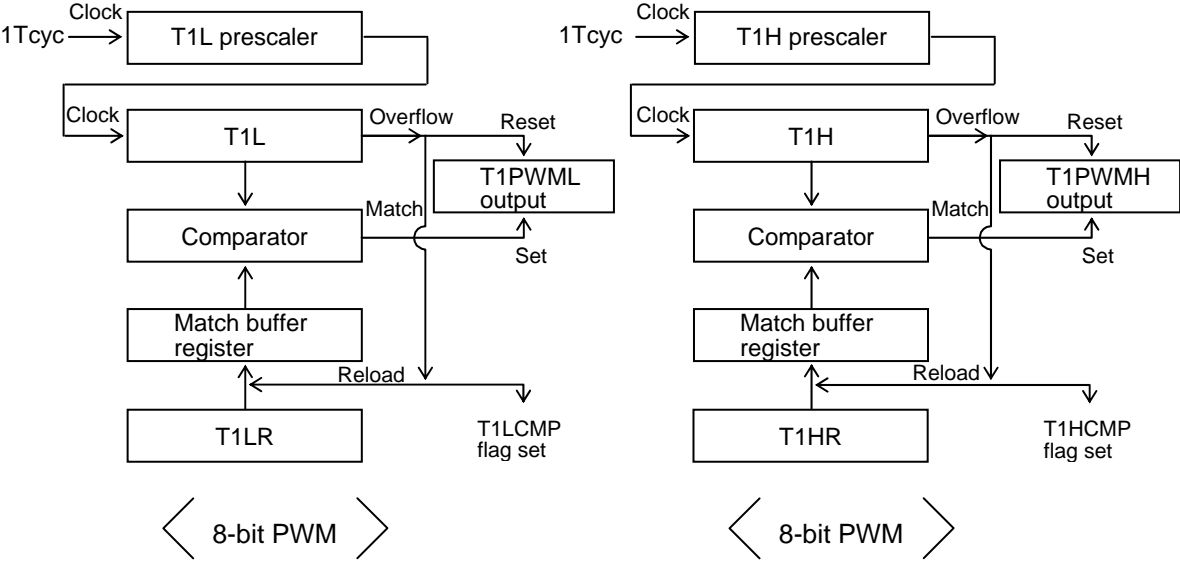 Clock
1Tcyc
T1L prescaler
Clock
T1L
Overflow
Reset
T1PWML
output
Match
Comparator
Set
Match buffer
register
Reload
T1LR
T1LCMP
flag set
8-bit PWM
Clock
1Tcyc
T1H prescaler
Clock
T1H
Overflow
Reset
T1PWMH
output
Match
Comparator
Set
Match buffer
register
Reload
T1HR
T1HCMP
flag set
8-bit PWM